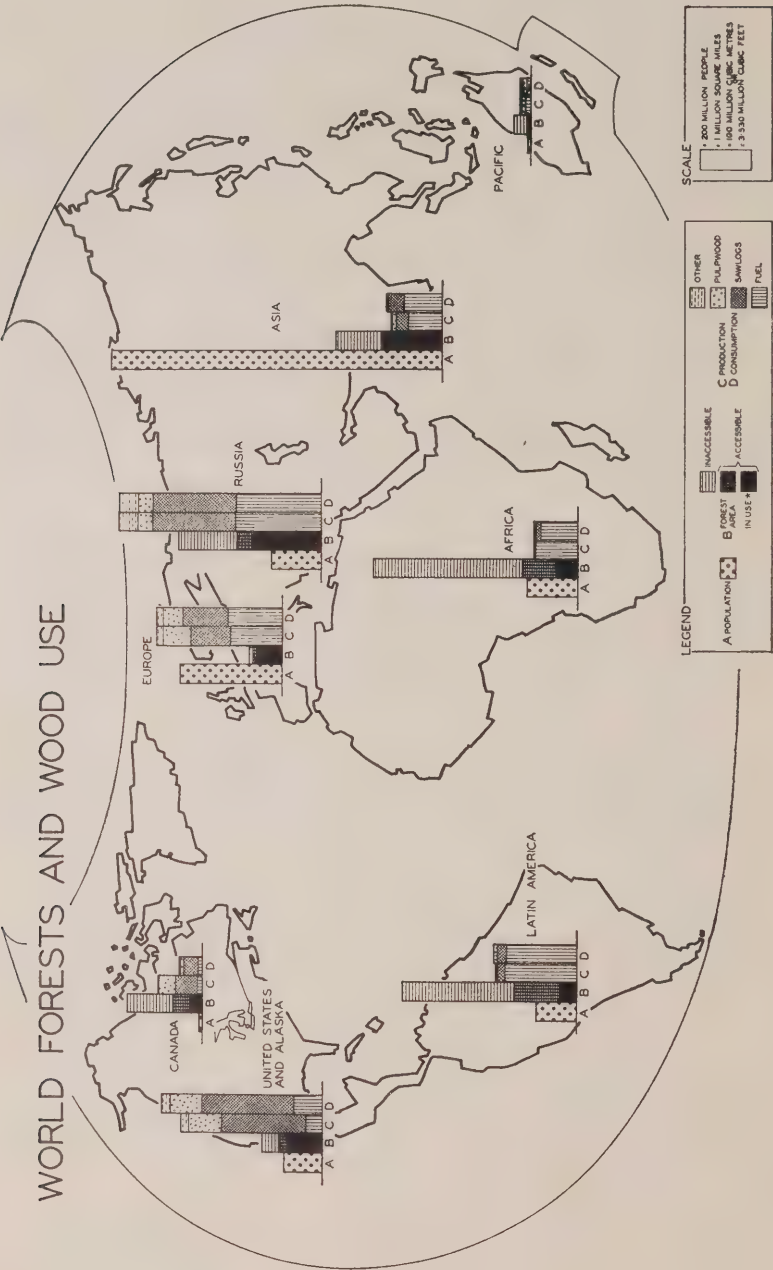 WORLD FORESTS AND WOOD USE
CANADA
A B C D
UNITED STATES
AND ALASKA
A B C D
EUROPE
A B C D
RUSSIA
A B C D
ASIA
A B C D
PACIFIC
A B C D
AFRICA
A B C D
LATIN AMERICA
A B C D
LEGEND
A POPULATION
B FOREST AREA
INACCESSIBLE
ACCESSIBLE
IN USE *
C PRODUCTION
D CONSUMPTION
OTHER
PULPWOOD
SAWLOGS
FUEL
SCALE
= 200 MILLION PEOPLE
= 1 MILLION SQUARE MILES
= 100 MILLION CUBIC METRES
= 3·530 MILLION CUBIC FEET